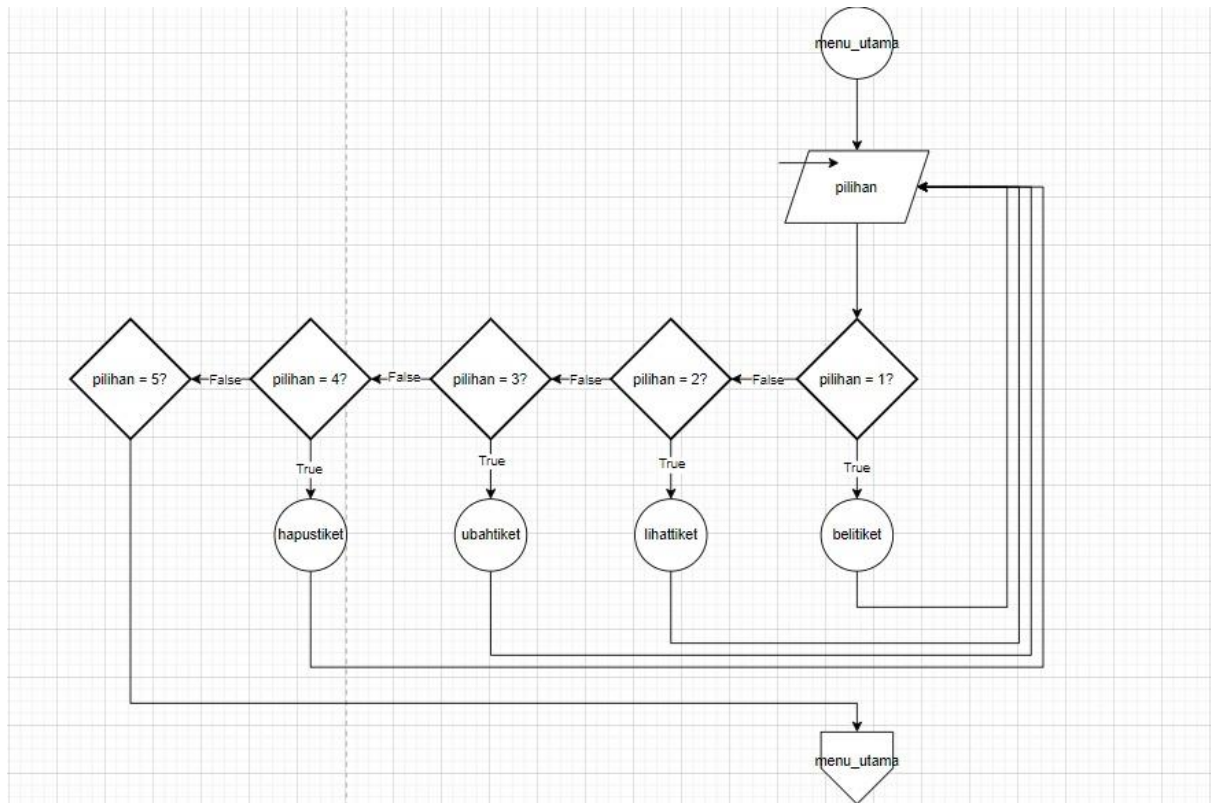 menu_utama
pilihan
pilihan = 5?
False
pilihan = 4?
False
pilihan = 3?
False
pilihan = 2?
False
pilihan = 1?
True
True
True
True
hapustiket
ubahtiket
lihattiket
belitiket
menu_utama